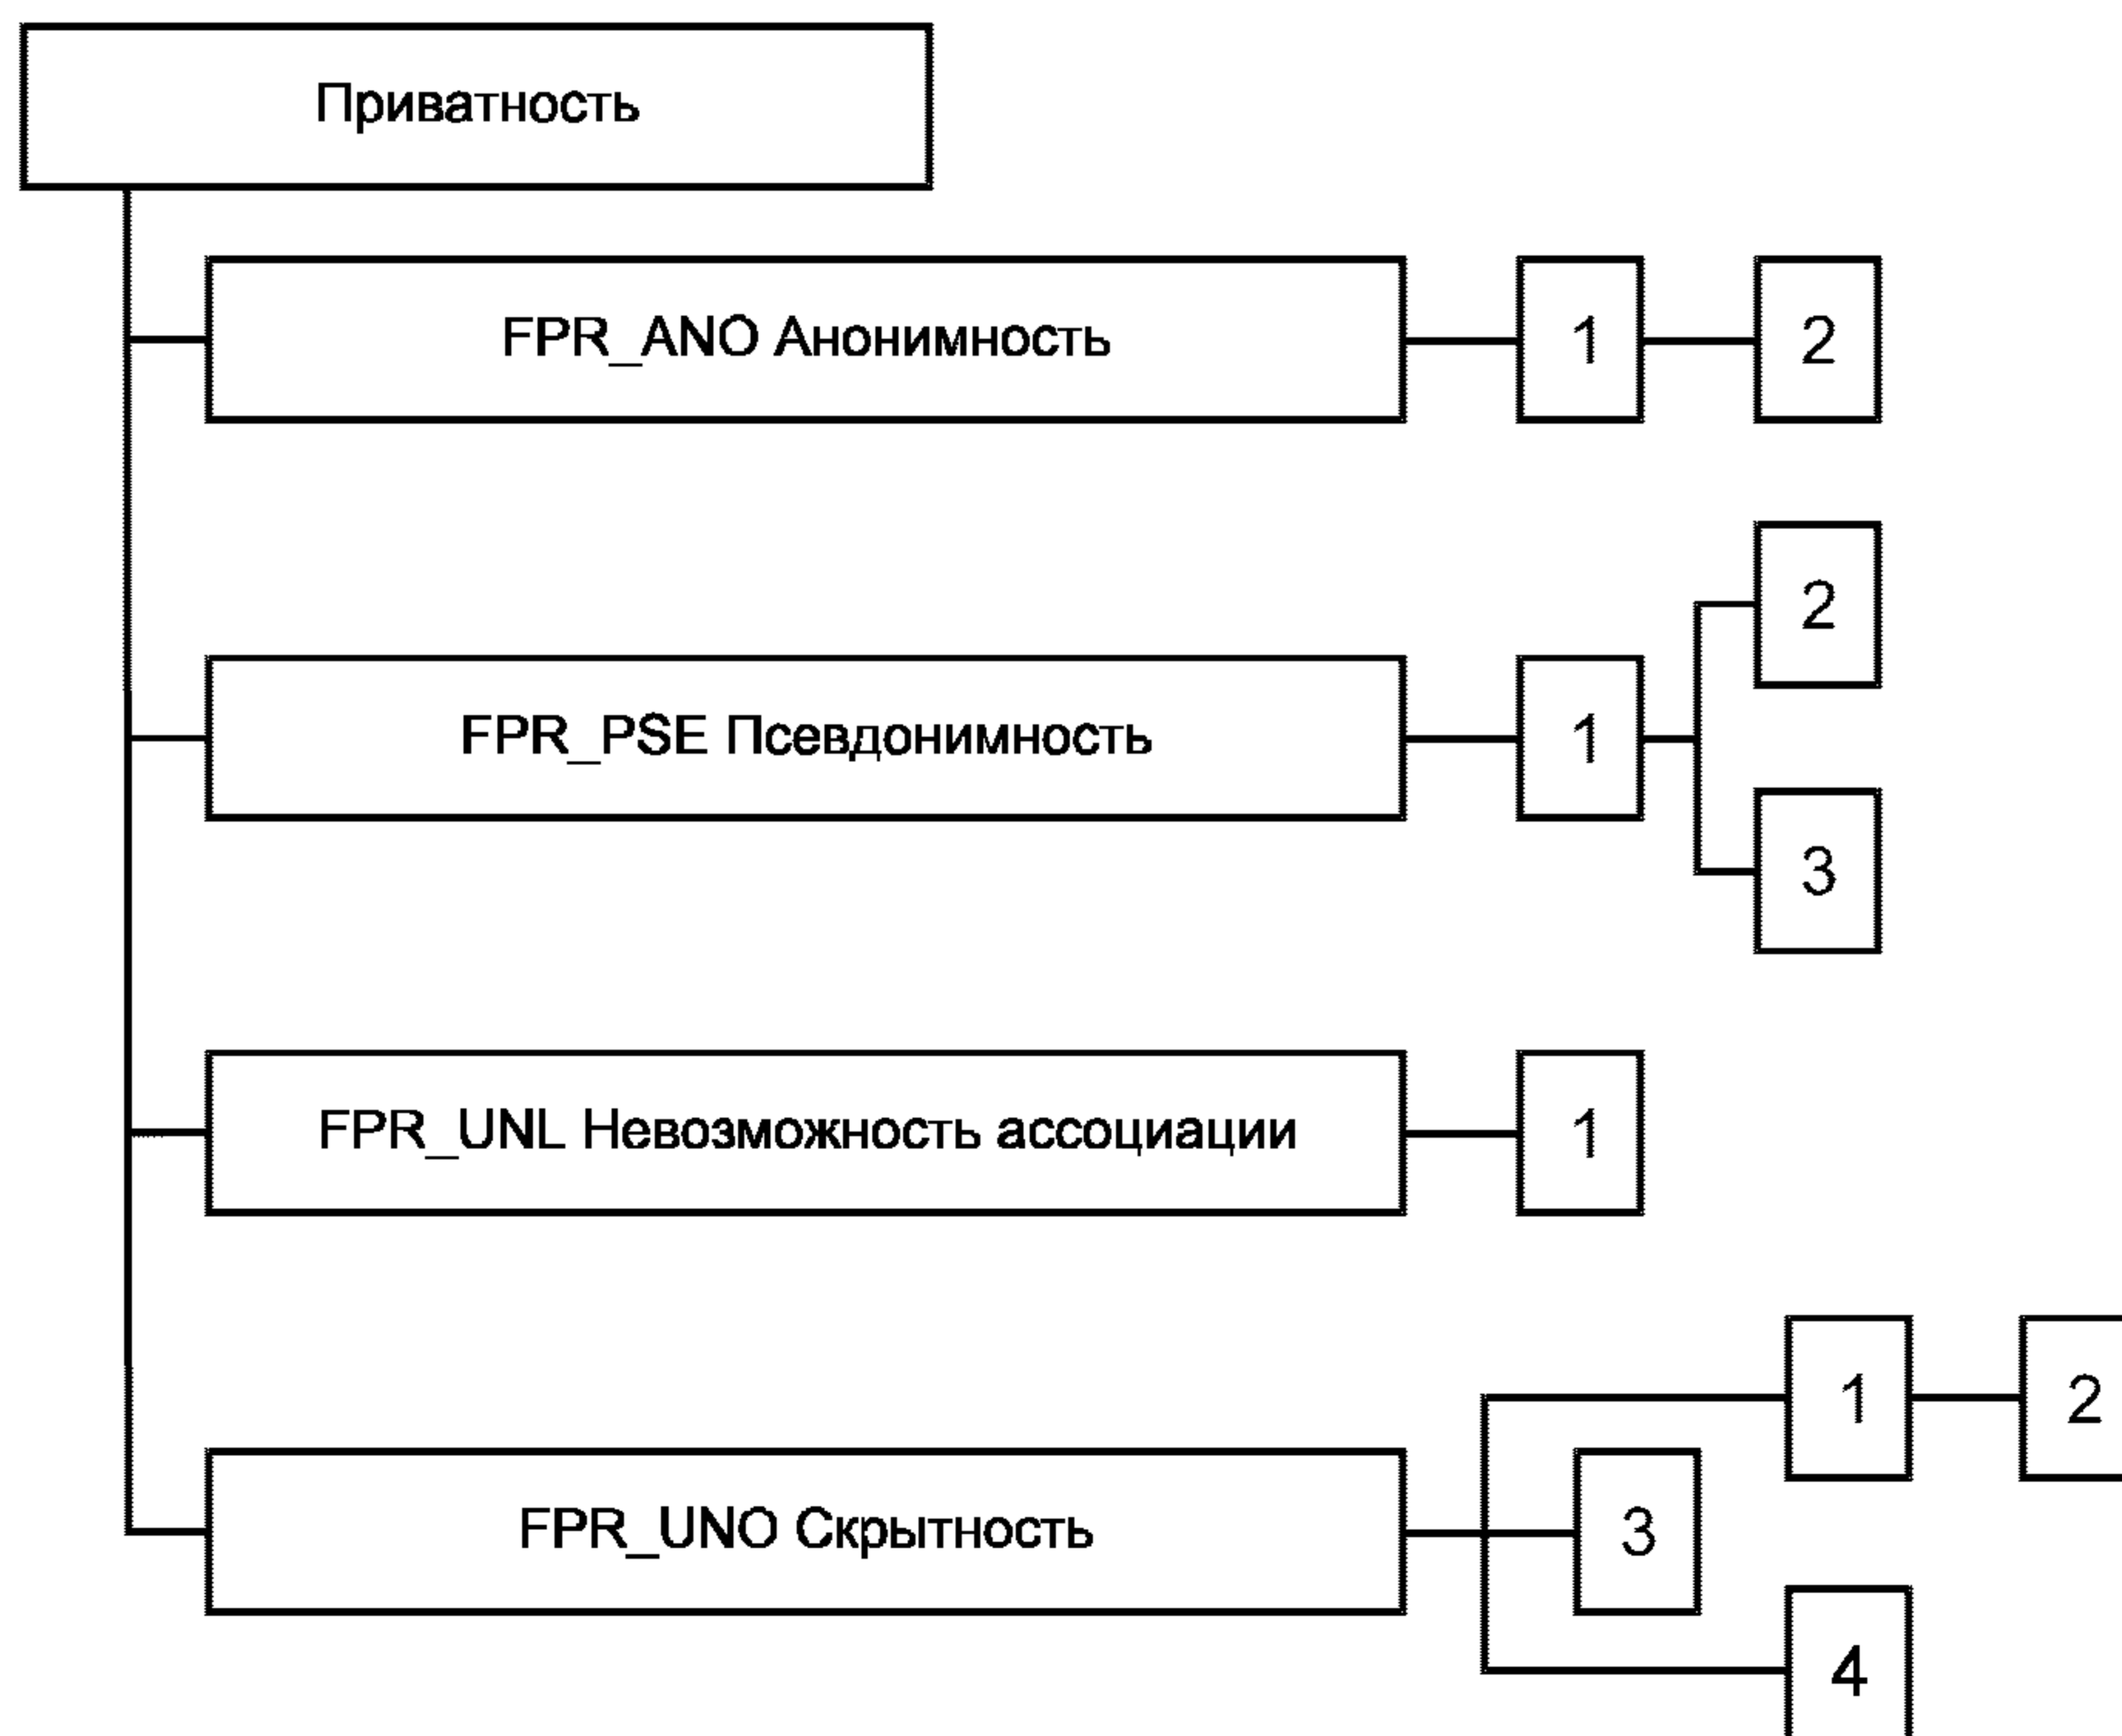 Приватность
FPR_ANO Анонимность
1
2
2
FPR_PSE Псевдонимность
1
3
FPR_UNL Невозможность ассоциации
1
1
2
FPR_UNO Скрытность
3
4